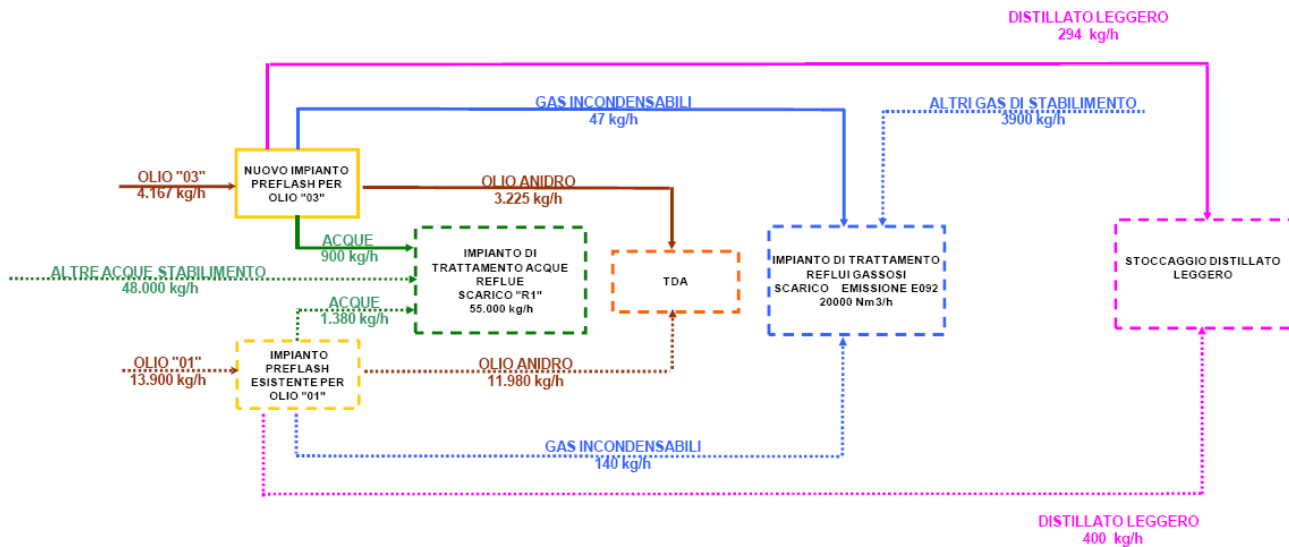 DISTILLATO LEGGERO
294 kg/h
GAS INCONDENSABILI
47 kg/h
ALTRI GAS DI STABILIMENTO
3900 kg/h
OLIO "03"
4.167 kg/h
NUOVO IMPIANTO
PREFLASH PER
OLIO "03"
OLIO ANIDRO
3.225 kg/h
ACQUE
900 kg/h
ALTRE ACQUE STABILIMENTO
48.000 kg/h
IMPIANTO DI
TRATTAMENTO ACQUE
REFLUE
SCARICO "R1"
55.000 kg/h
TDA
IMPIANTO DI TRATTAMENTO
REFLUI GASSOSI
SCARICO EMISSIONE E092
20000 Nm3/h
STOCCAGGIO DISTILLATO
LEGGERO
ACQUE
1.380 kg/h
OLIO "01"
13.900 kg/h
IMPIANTO
PREFLASH
ESISTENTE PER
OLIO "01"
OLIO ANIDRO
11.980 kg/h
GAS INCONDENSABILI
140 kg/h
DISTILLATO LEGGERO
400 kg/h